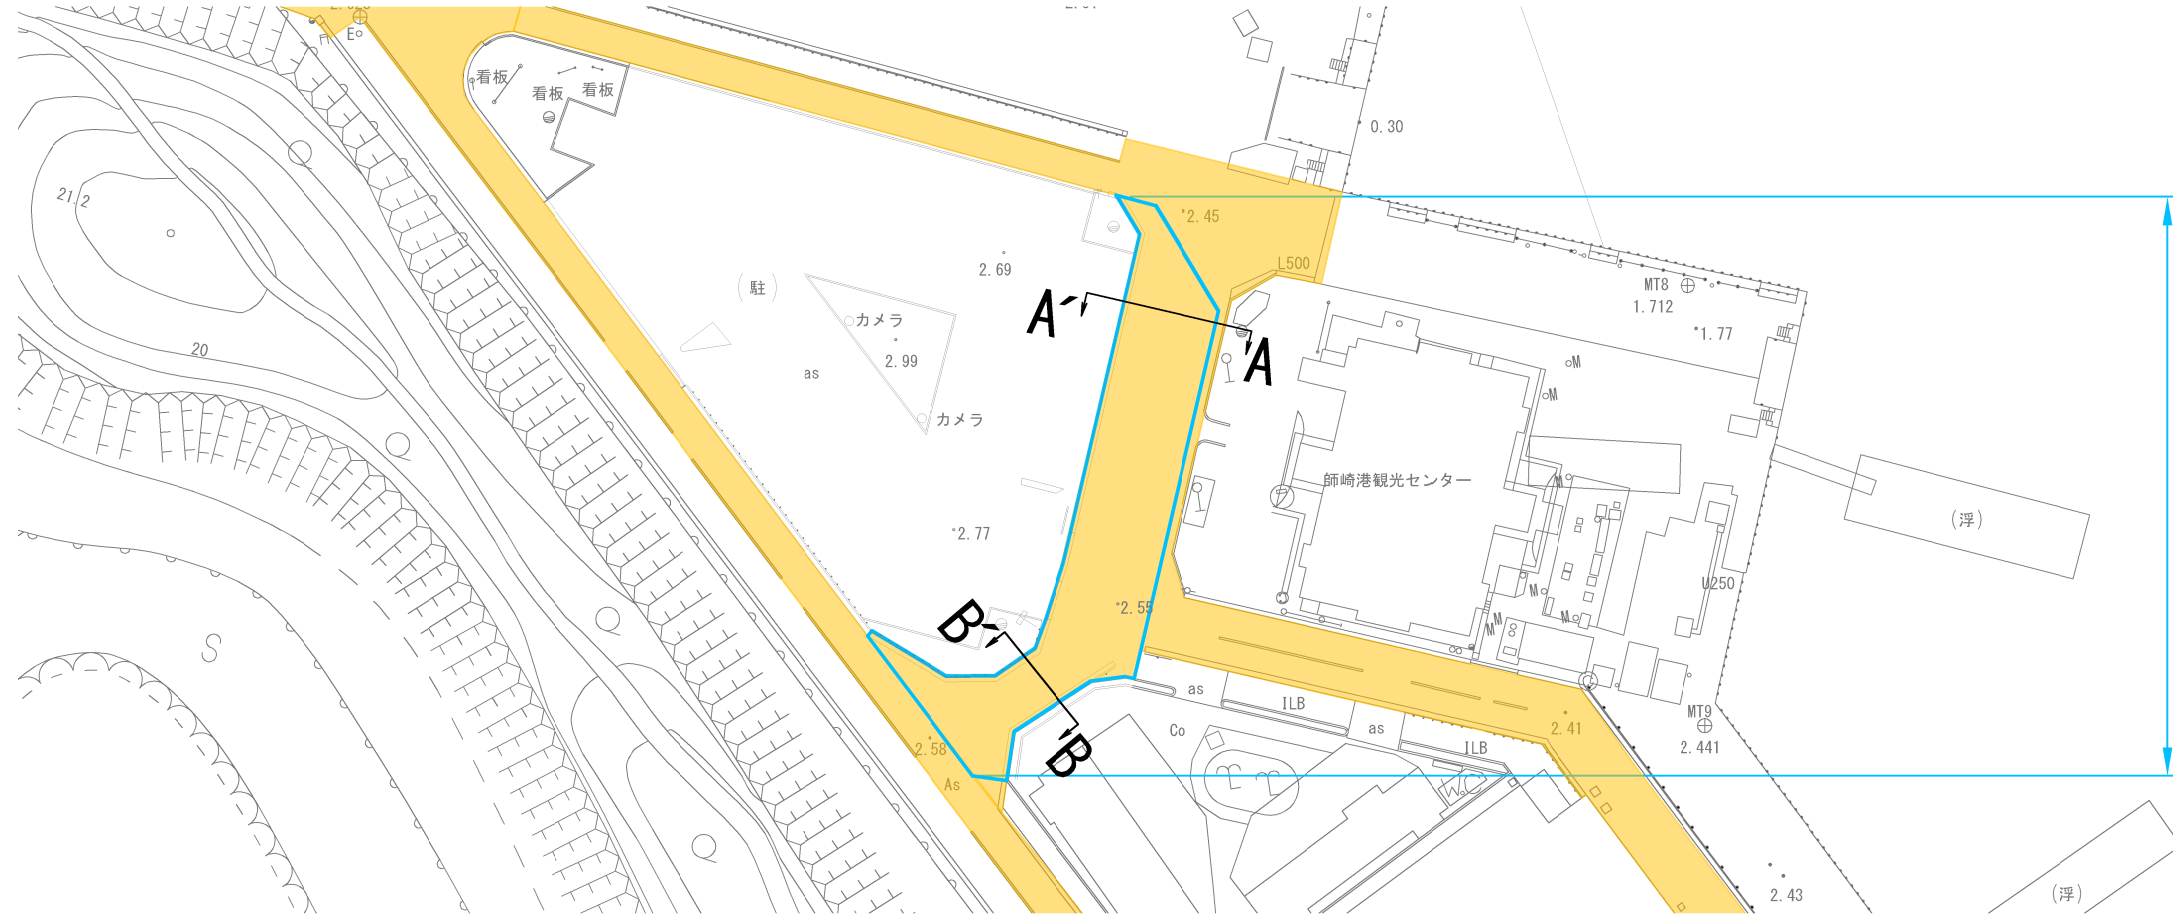 E
看板
看板
看板
0.30
21.2
2.45
2.69
L500
(駐)
MT8
1.712
1.77
A´
A
カメラ
2.99
20
as
M
M
カメラ
師崎港観光センター
M
(浮)
2.77
U250
M
2.55
M
M
M
B´
S
as
ILB
MT9
2.441
Co
as
2.41
ILB
2.58
B
As
W.C
2.43
(浮)